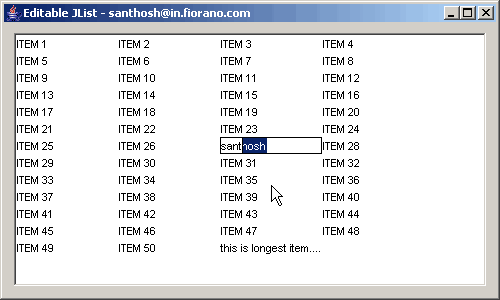 Editable JList - santhosh@in.fiorano.com
ITEM 1 ITEM 2 ITEM 3 ITEM 4
ITEM 5 ITEM 6 ITEM 7 ITEM 8
ITEM 9 ITEM 10 ITEM 11 ITEM 12
ITEM 13 ITEM 14 ITEM 15 ITEM 16
ITEM 17 ITEM 18 ITEM 19 ITEM 20
ITEM 21 ITEM 22 ITEM 23 ITEM 24
ITEM 25 ITEM 26 santhosh ITEM 28
ITEM 29 ITEM 30 ITEM 31 ITEM 32
ITEM 33 ITEM 34 ITEM 35 ITEM 36
ITEM 37 ITEM 38 ITEM 39 ITEM 40
ITEM 41 ITEM 42 ITEM 43 ITEM 44
ITEM 45 ITEM 46 ITEM 47 ITEM 48
ITEM 49 ITEM 50 this is longest item....